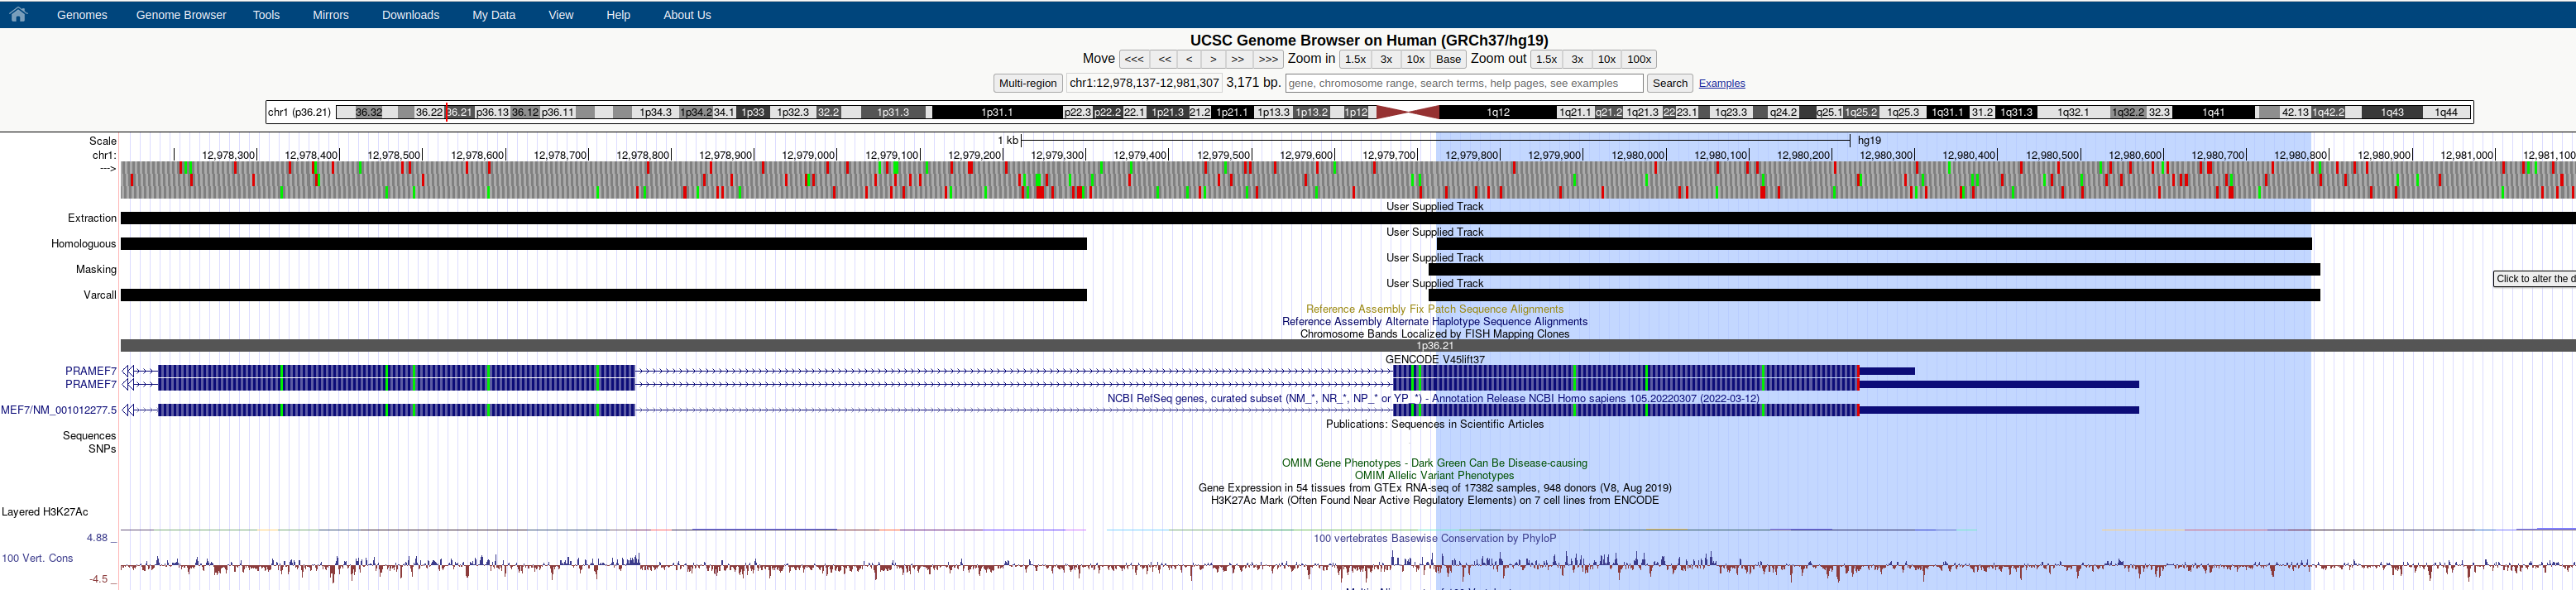 Genomes Genome Browser Tools Mirrors Downloads My Data View Help About Us
UCSC Genome Browser on Human (GRCh37/hg19)
Move <<< << < > >> >>> Zoom in 1.5x 3x 10x Base Zoom out 1.5x 3x 10x 100x
Multi-region chr1:12,978,137-12,981,307 3,171 bp. gene, chromosome range, search terms, help pages, see examples Search Examples
chr1 (p36.21) 36.32 36.22 36.21 p36.13 36.12 p36.11 1p34.3 1p34.2 34.1 1p33 1p32.3 32.2 1p31.3 1p31.1 p22.3 p22.2 22.1 1p21.3 21.2 1p21.1 1p13.3 1p13.2 1p12 1q12 1q21.1 q21.2 1q21.3 22 23.1 1q23.3 q24.2 q25.1 1q25.2 1q25.3 1q31.1 31.2 1q31.3 1q32.1 1q32.2 32.3 1q41 42.13 1q42.2 1q43 1q44
Scale 1 kb hg19
chr1: 12,978,300 12,978,400 12,978,500 12,978,600 12,978,700 12,978,800 12,978,900 12,979,000 12,979,100 12,979,200 12,979,300 12,979,400 12,979,500 12,979,600 12,979,700 12,979,800 12,979,900 12,980,000 12,980,100 12,980,200 12,980,300 12,980,400 12,980,500 12,980,600 12,980,700 12,980,800 12,980,900 12,981,000 12,981,100
--->
User Supplied Track
Extraction
User Supplied Track
Homologuous
User Supplied Track
Masking
Click to alter the d
User Supplied Track
Varcall
Reference Assembly Fix Patch Sequence Alignments
Reference Assembly Alternate Haplotype Sequence Alignments
Chromosome Bands Localized by FISH Mapping Clones
1p36.21
GENCODE V45lift37
PRAMEF7
PRAMEF7
NCBI RefSeq genes, curated subset (NM_*, NR_*, NP_* or YP_*) - Annotation Release NCBI Homo sapiens 105.20220307 (2022-03-12)
MEF7/NM_001012277.5
Publications: Sequences in Scientific Articles
Sequences
SNPs
OMIM Gene Phenotypes - Dark Green Can Be Disease-causing
OMIM Allelic Variant Phenotypes
Gene Expression in 54 tissues from GTEx RNA-seq of 17382 samples, 948 donors (V8, Aug 2019)
H3K27Ac Mark (Often Found Near Active Regulatory Elements) on 7 cell lines from ENCODE
Layered H3K27Ac
4.88 _
100 vertebrates Basewise Conservation by PhyloP
100 Vert. Cons
-4.5 _